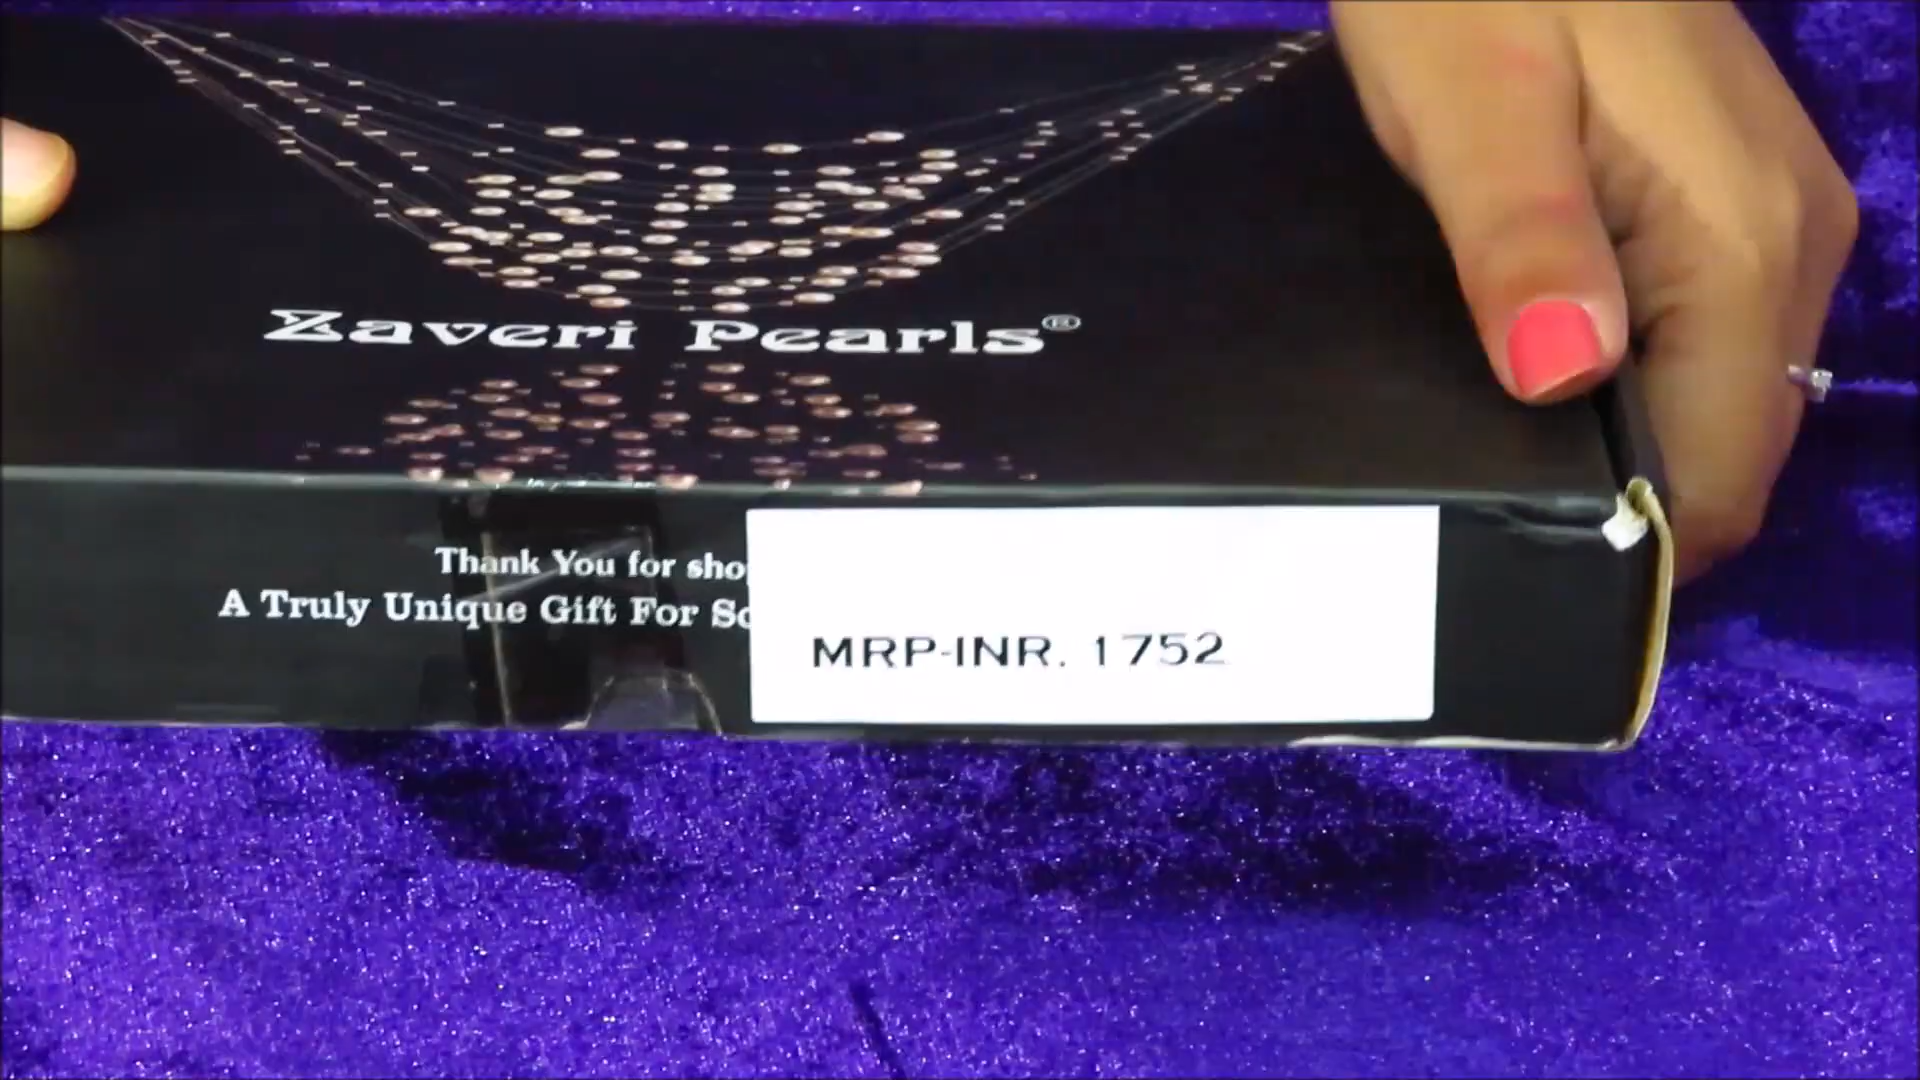 Zaveri Pearls®
Thank You for sho
A Truly Unique Gift For So
MRP-INR. 1752